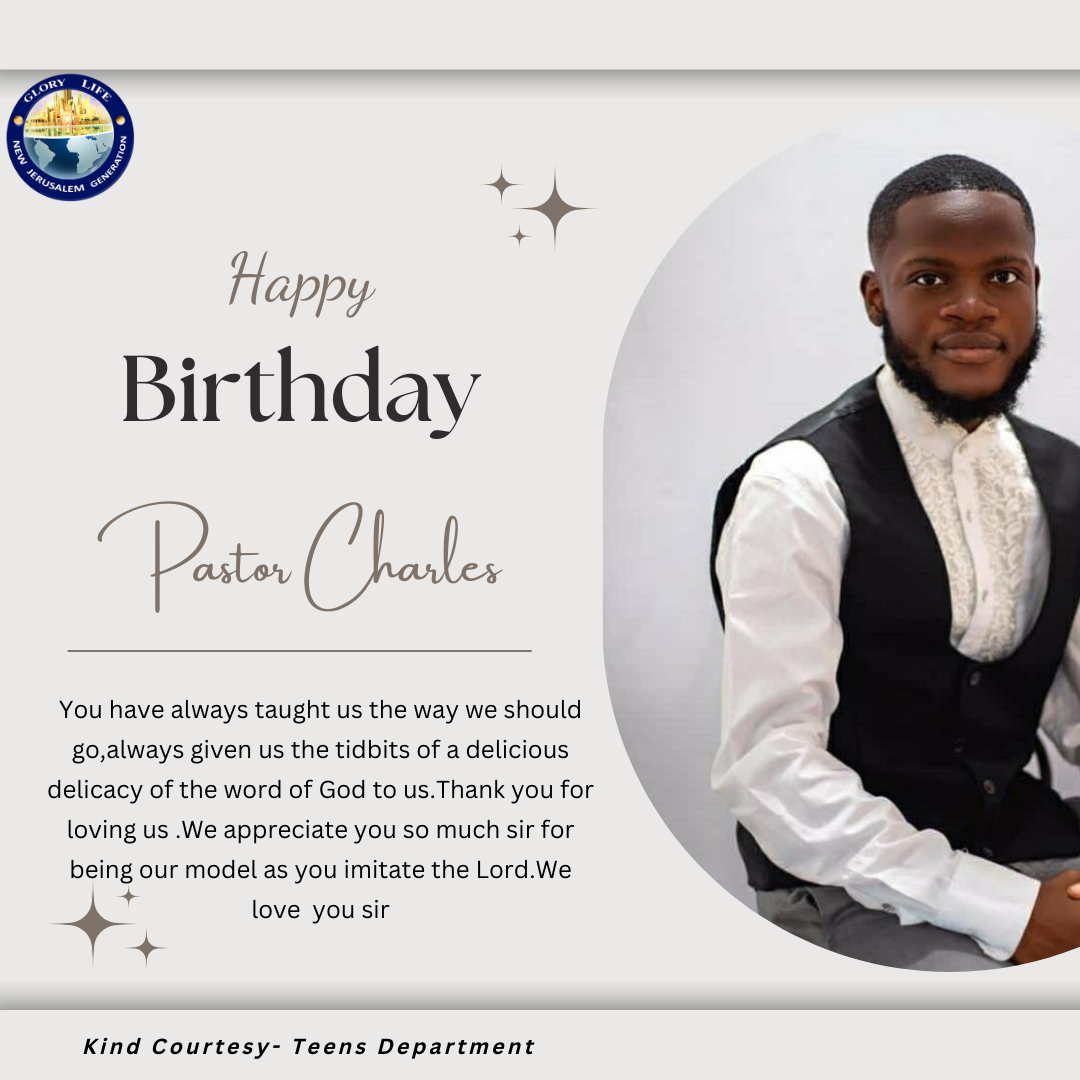 GLORY LIFE
NEW JERUSALEM GENERATION
Happy
Birthday
Pastor Charles
You have always taught us the way we should
go,always given us the tidbits of a delicious
delicacy of the word of God to us.Thank you for
loving us .We appreciate you so much sir for
being our model as you imitate the Lord.We
love  you sir
Kind Courtesy- Teens Department